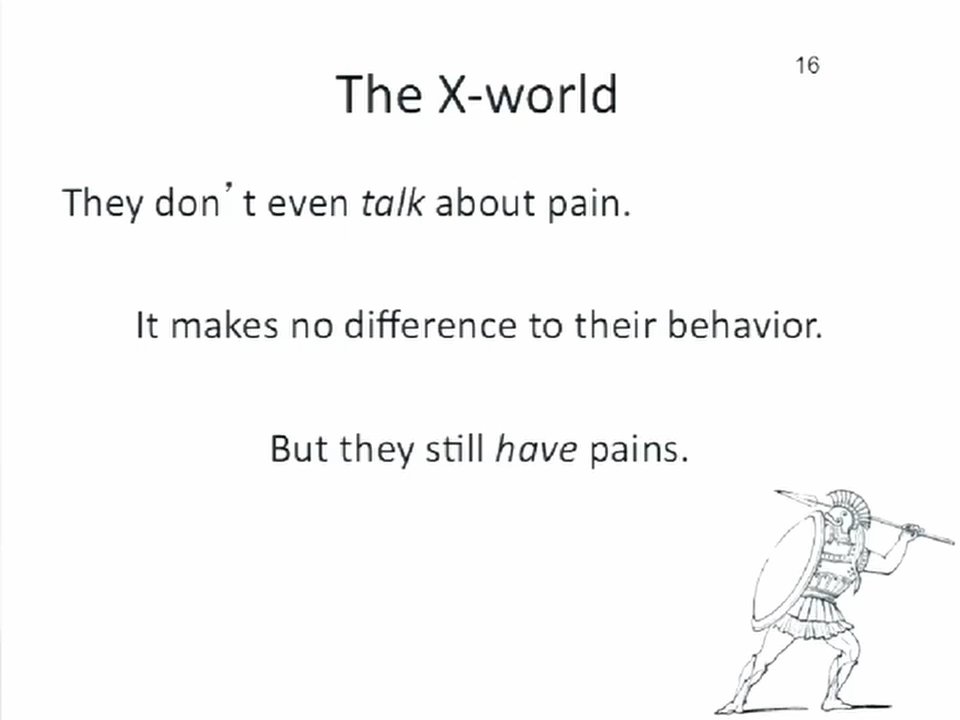 16
The X-world
They don’t even talk about pain.
It makes no difference to their behavior.
But they still have pains.